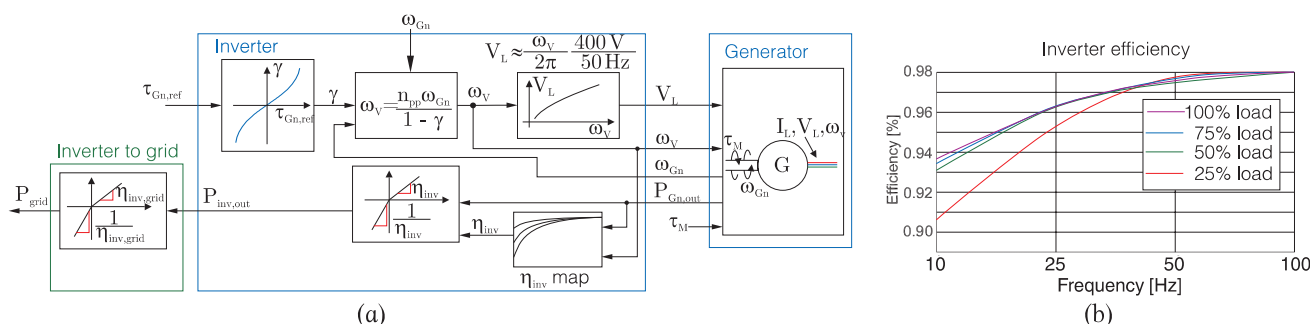 ω_Gn
Inverter
V_L ≈ ω_V / 2π 400 V / 50 Hz
Generator
τ_Gn,ref
γ
τ_Gn,ref
γ
ω_V = n_pp ω_Gn / 1 - γ
ω_V
V_L
ω_V
V_L
ω_V
ω_Gn
I_L, V_L, ω_v
τ_M
G
ω_Gn
Inverter to grid
P_grid
η_inv,grid
1 / η_inv,grid
P_inv,out
η_inv
1 / η_inv
η_inv
η_inv map
P_Gn,out
τ_M
(a)
Inverter efficiency
Efficiency [%]
0.98
0.96
0.94
0.92
0.90
100% load
75% load
50% load
25% load
10 25 50 100
Frequency [Hz]
(b)